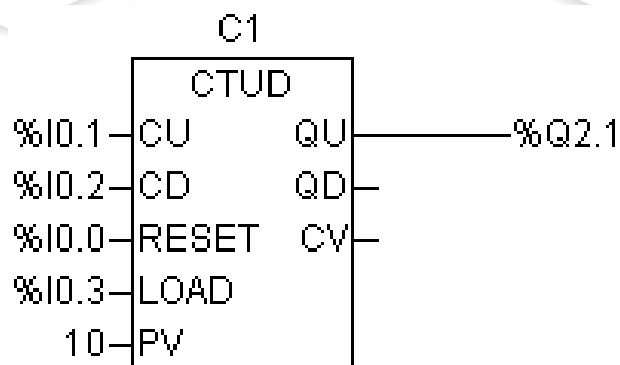 C1
CTUD
%I0.1 CU QU %Q2.1
%I0.2 CD QD
%I0.0 RESET CV
%I0.3 LOAD
10 PV